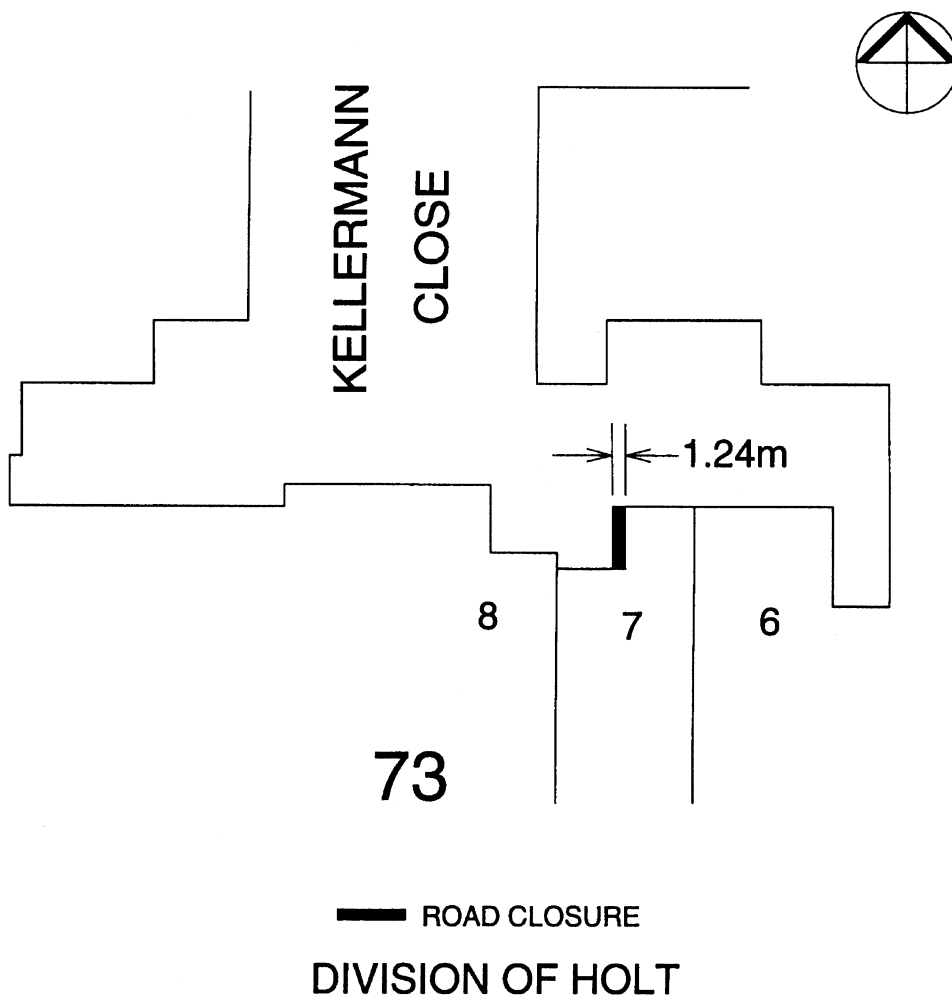 KELLERMANN
CLOSE
1.24m
8
7
6
73
ROAD CLOSURE
DIVISION OF HOLT